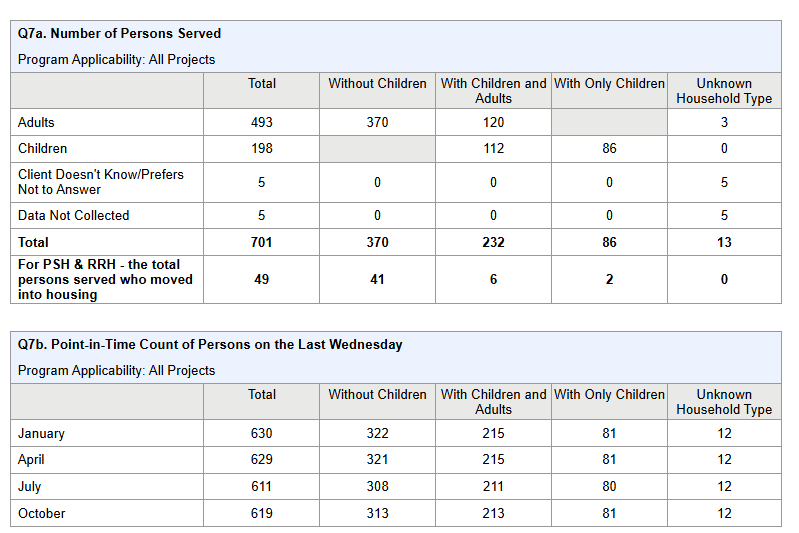 Q7a. Number of Persons Served
Program Applicability: All Projects
Total Without Children With Children and Adults With Only Children Unknown Household Type
Adults 493 370 120 3
Children 198 112 86 0
Client Doesn't Know/Prefers Not to Answer 5 0 0 0 5
Data Not Collected 5 0 0 0 5
Total 701 370 232 86 13
For PSH & RRH - the total persons served who moved into housing 49 41 6 2 0
Q7b. Point-in-Time Count of Persons on the Last Wednesday
Program Applicability: All Projects
Total Without Children With Children and Adults With Only Children Unknown Household Type
January 630 322 215 81 12
April 629 321 215 81 12
July 611 308 211 80 12
October 619 313 213 81 12